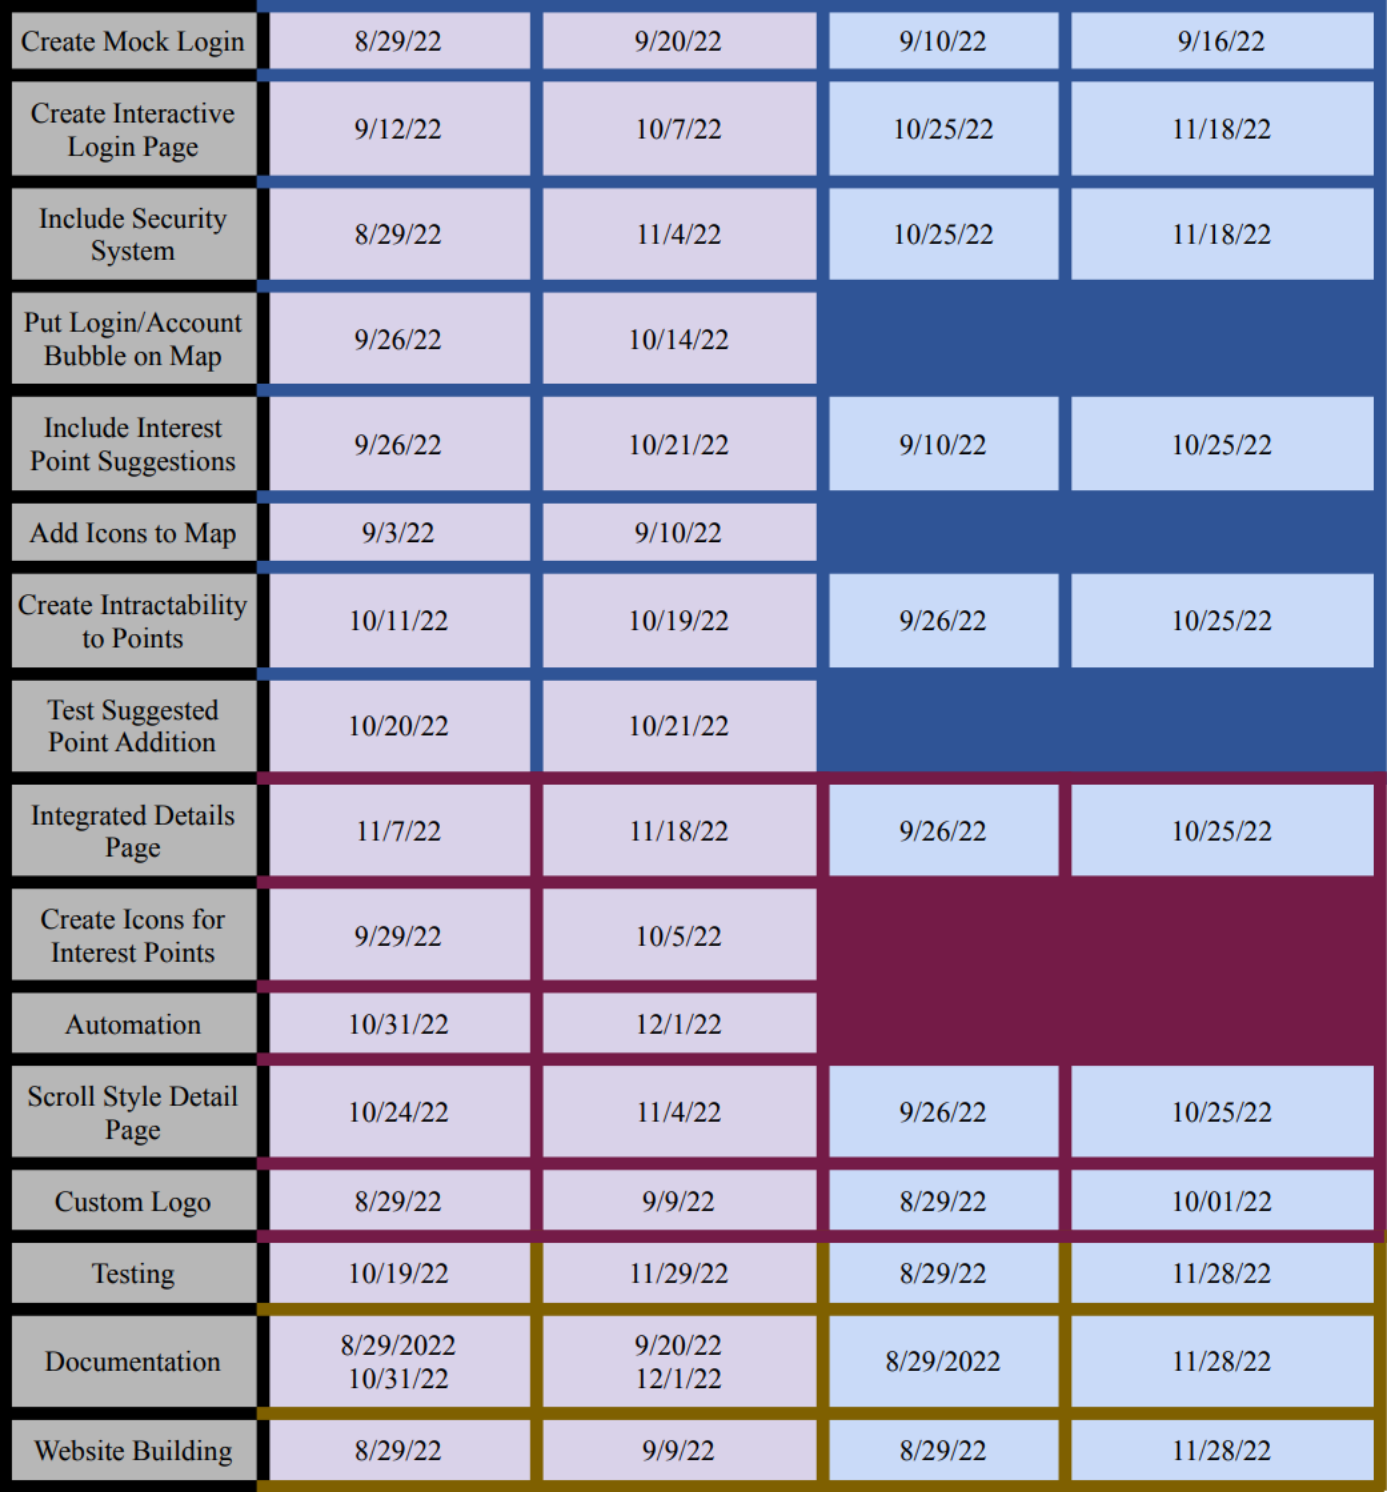 Create Mock Login 8/29/22 9/20/22 9/10/22 9/16/22
Create Interactive
Login Page
9/12/22 10/7/22 10/25/22 11/18/22
Include Security
System
8/29/22 11/4/22 10/25/22 11/18/22
Put Login/Account
Bubble on Map
9/26/22 10/14/22
Include Interest
Point Suggestions
9/26/22 10/21/22 9/10/22 10/25/22
Add Icons to Map 9/3/22 9/10/22
Create Intractability
to Points
10/11/22 10/19/22 9/26/22 10/25/22
Test Suggested
Point Addition
10/20/22 10/21/22
Integrated Details
Page
11/7/22 11/18/22 9/26/22 10/25/22
Create Icons for
Interest Points
9/29/22 10/5/22
Automation 10/31/22 12/1/22
Scroll Style Detail
Page
10/24/22 11/4/22 9/26/22 10/25/22
Custom Logo 8/29/22 9/9/22 8/29/22 10/01/22
Testing 10/19/22 11/29/22 8/29/22 11/28/22
Documentation
8/29/2022
10/31/22
9/20/22
12/1/22
8/29/2022 11/28/22
Website Building 8/29/22 9/9/22 8/29/22 11/28/22